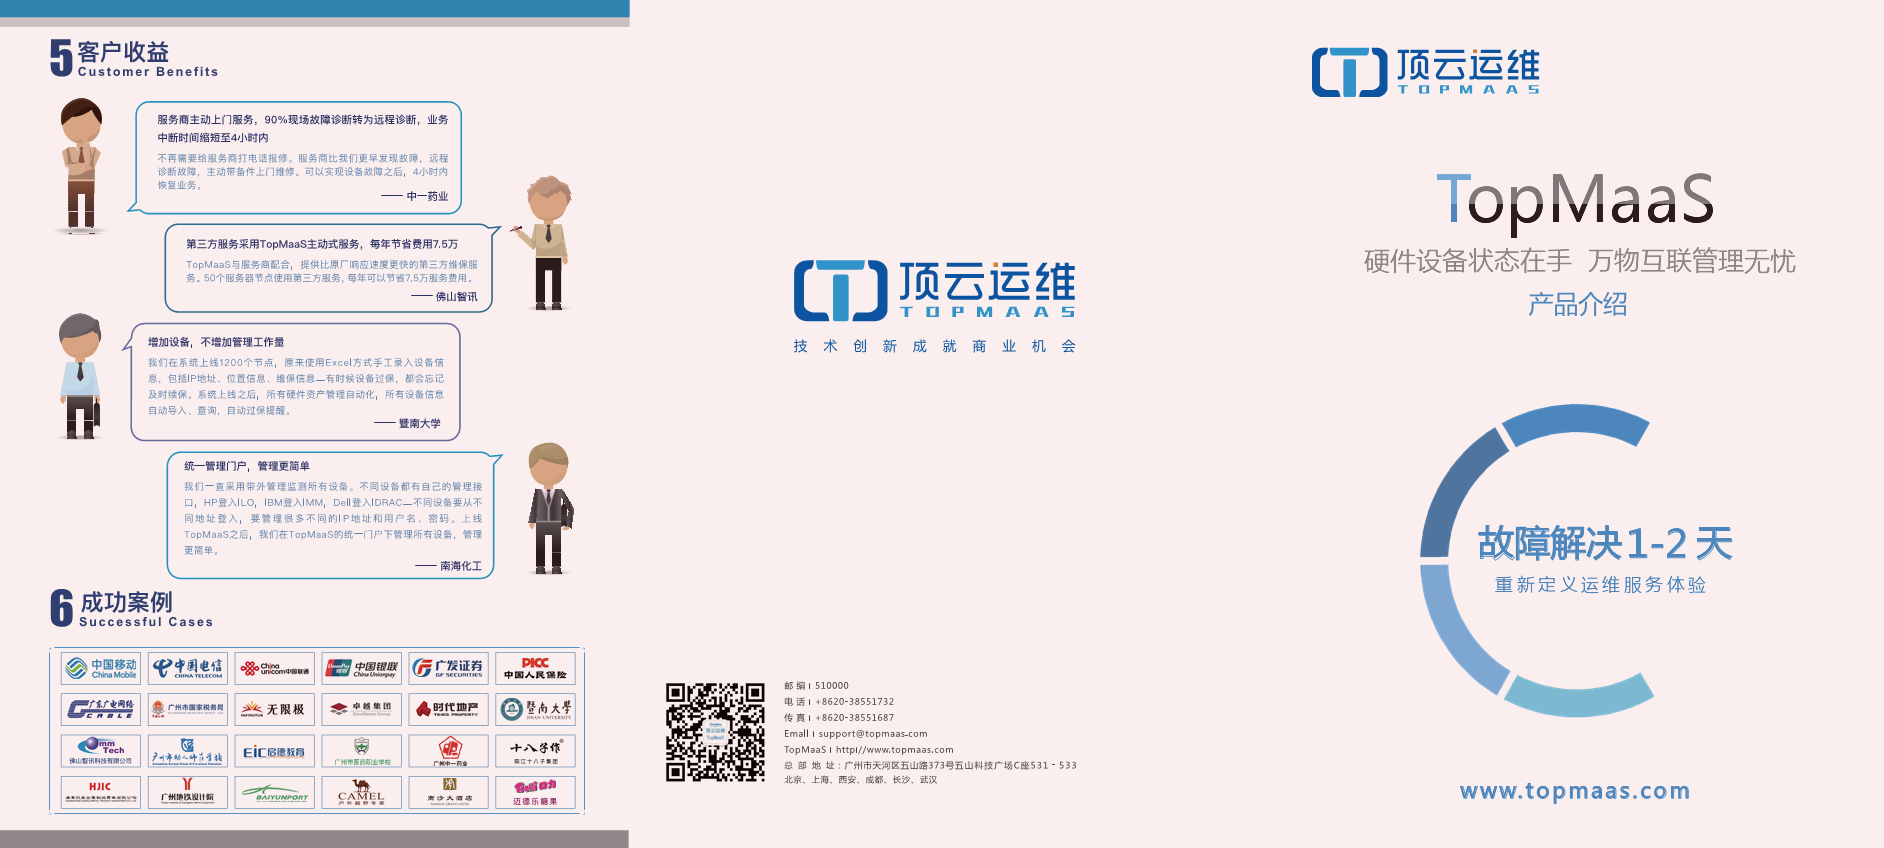 5 客户收益
Customer Benefits
服务商主动上门服务，90%现场故障诊断转为远程诊断，业务
中断时间缩短至4小时内
不再需要给服务商打电话报修。服务商比我们更早发现故障，远程
诊断故障，主动带备件上门维修。可以实现设备故障之后，4小时内
恢复业务。
—— 中一药业
第三方服务采用TopMaaS主动式服务，每年节省费用7.5万
TopMaaS与服务商配合，提供比原厂响应速度更快的第三方维保服
务。50个服务器节点使用第三方服务，每年可以节省7.5万服务费用。
—— 佛山智讯
增加设备，不增加管理工作量
我们在系统上线1200个节点，原来使用Excel方式手工录入设备信
息，包括IP地址、位置信息、维保信息—有时候设备过保，都会忘记
及时续保。系统上线之后，所有硬件资产管理自动化，所有设备信息
自动导入、查询，自动过保提醒。
—— 暨南大学
统一管理门户，管理更简单
我们一直采用带外管理监测所有设备。不同设备都有自己的管理接
口，HP登入ILO，IBM登入IMM，Dell登入IDRAC—不同设备要从不
同地址登入，要管理很多不同的IP地址和用户名、密码。上线
TopMaaS之后，我们在TopMaaS的统一门户下管理所有设备，管理
更简单。
—— 南海化工
6 成功案例
Successful Cases
中国移动
China Mobile
中国电信
CHINA TELECOM
China
unicom中国联通
UnionPay
银联
中国银联
China Unionpay
广发证券
GF SECURITIES
PICC
中国人民保险
广东广电网络
CABLE
广州市国家税务局
INFINITUS
无限极
卓越集团
时代地产
TIMES PROPERTY
暨南大學
JINAN UNIVERSITY
Omm
Tech
佛山智讯科技有限公司
广州市幼儿师范学校
EIC启德教育
广州市医药职业学校
广州中一药业
十八子作®
阳江十八子集团
HJIC
广州地铁设计院
BAIYUNPORT
CAMEL
户外越野专家
南沙大酒店
迈德乐糖果
顶云运维
TOPMAAS
技术创新成就商业机会
邮编：510000
电话：+8620-38551732
传真：+8620-38551687
Email：support@topmaas.com
TopMaaS：http://www.topmaas.com
总部地址：广州市天河区五山路373号五山科技广场C座531-533
北京、上海、西安、成都、长沙、武汉
顶云运维
TOPMAAS
TopMaaS
硬件设备状态在手 万物互联管理无忧
产品介绍
故障解决1-2天
重新定义运维服务体验
www.topmaas.com